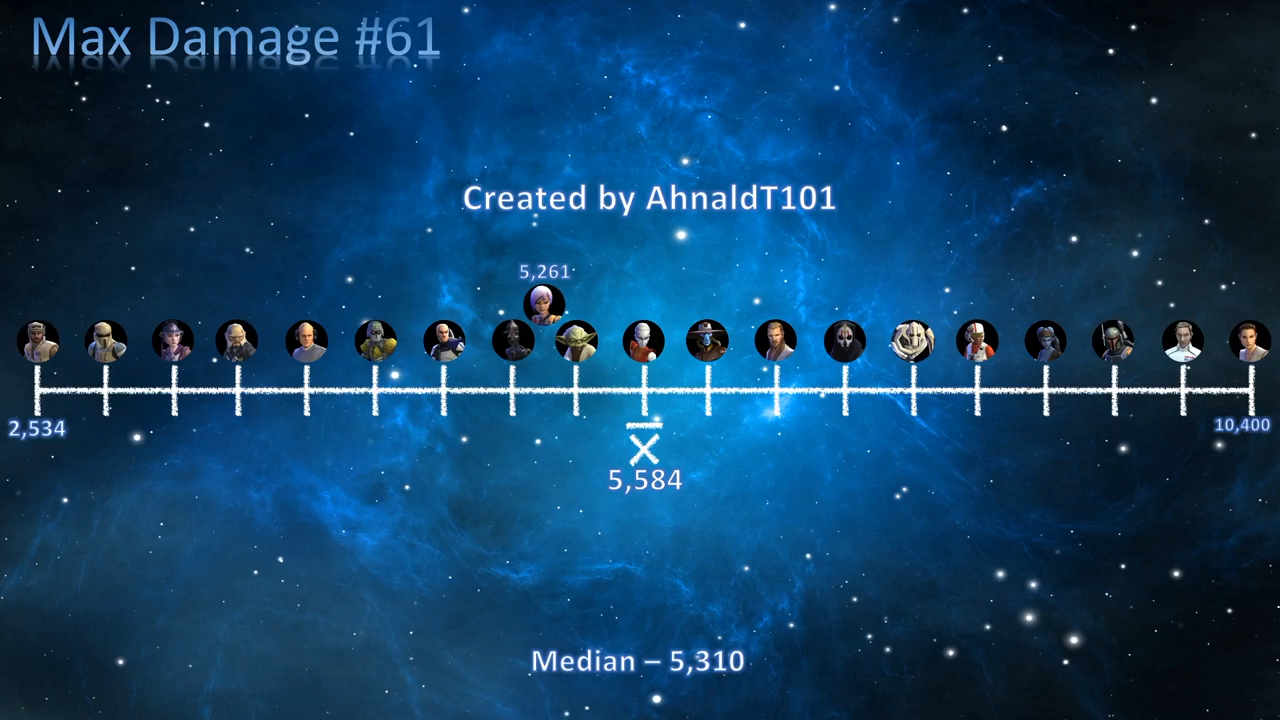 Max Damage #61
Created by AhnaldT101
5,261
2,534
10,400
X
5,584
Median – 5,310